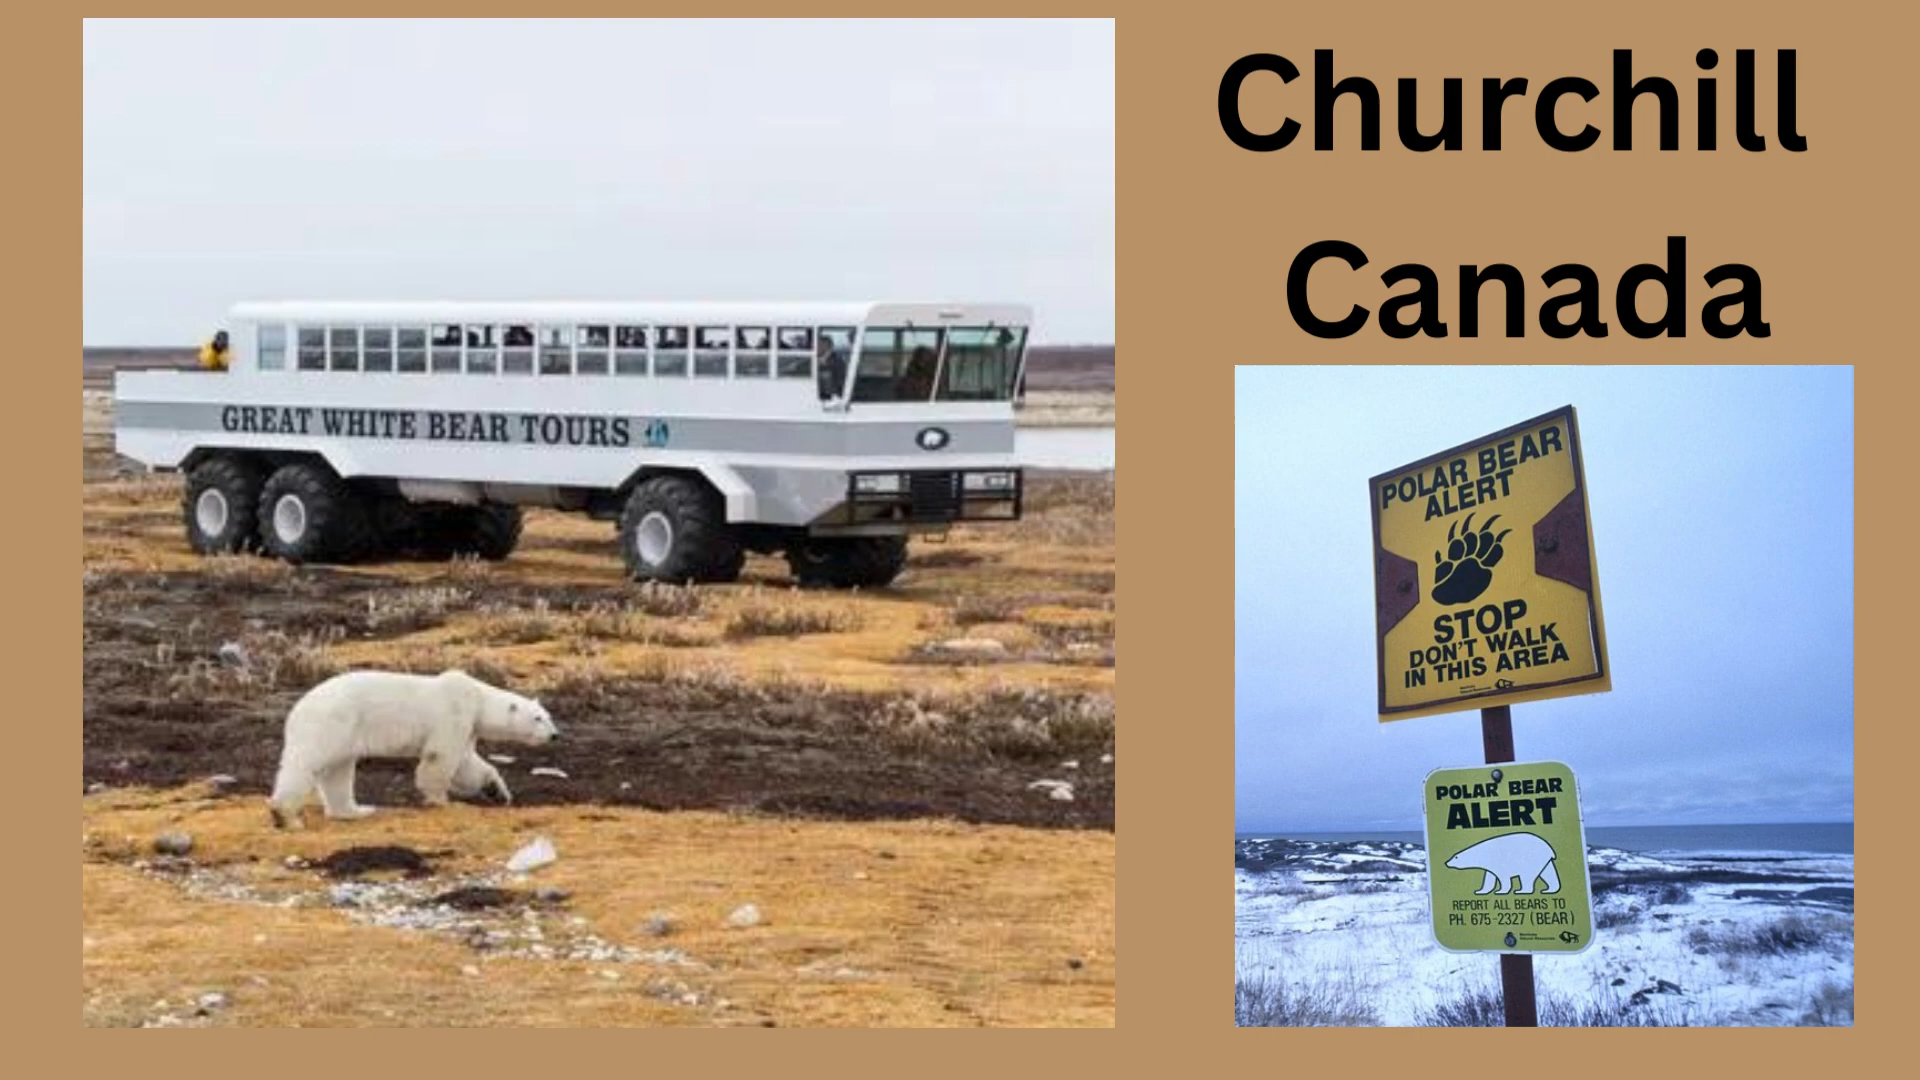 Churchill
Canada
GREAT WHITE BEAR TOURS
POLAR BEAR
ALERT
STOP
DON'T WALK
IN THIS AREA
POLAR BEAR
ALERT
REPORT ALL BEARS TO
PH. 675-2327 (BEAR)